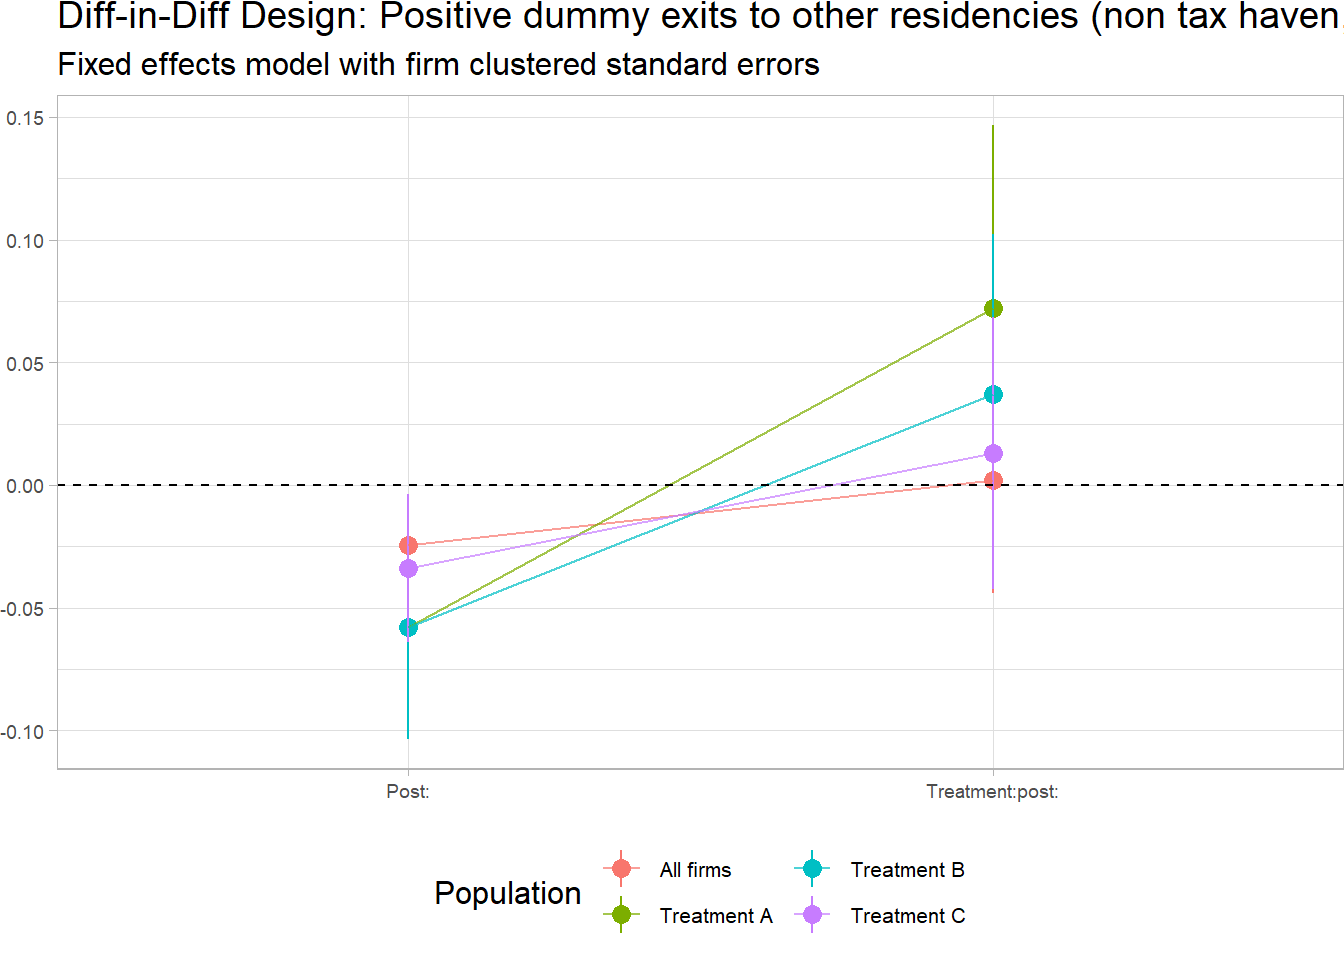 Diff-in-Diff Design: Positive dummy exits to other residencies (non tax haven
Fixed effects model with firm clustered standard errors
0.15
0.10
0.05
0.00
-0.05
-0.10
Post: Treatment:post:
Population
All firms Treatment B
Treatment A Treatment C